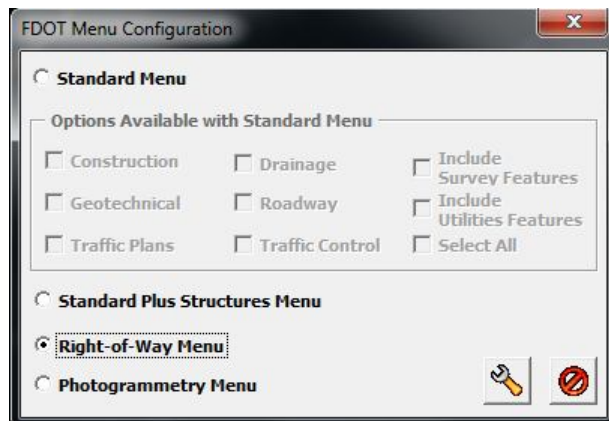 FDOT Menu Configuration
Standard Menu
Options Available with Standard Menu
Construction
Drainage
Include
Survey Features
Geotechnical
Roadway
Include
Utilities Features
Traffic Plans
Traffic Control
Select All
Standard Plus Structures Menu
Right-of-Way Menu
Photogrammetry Menu